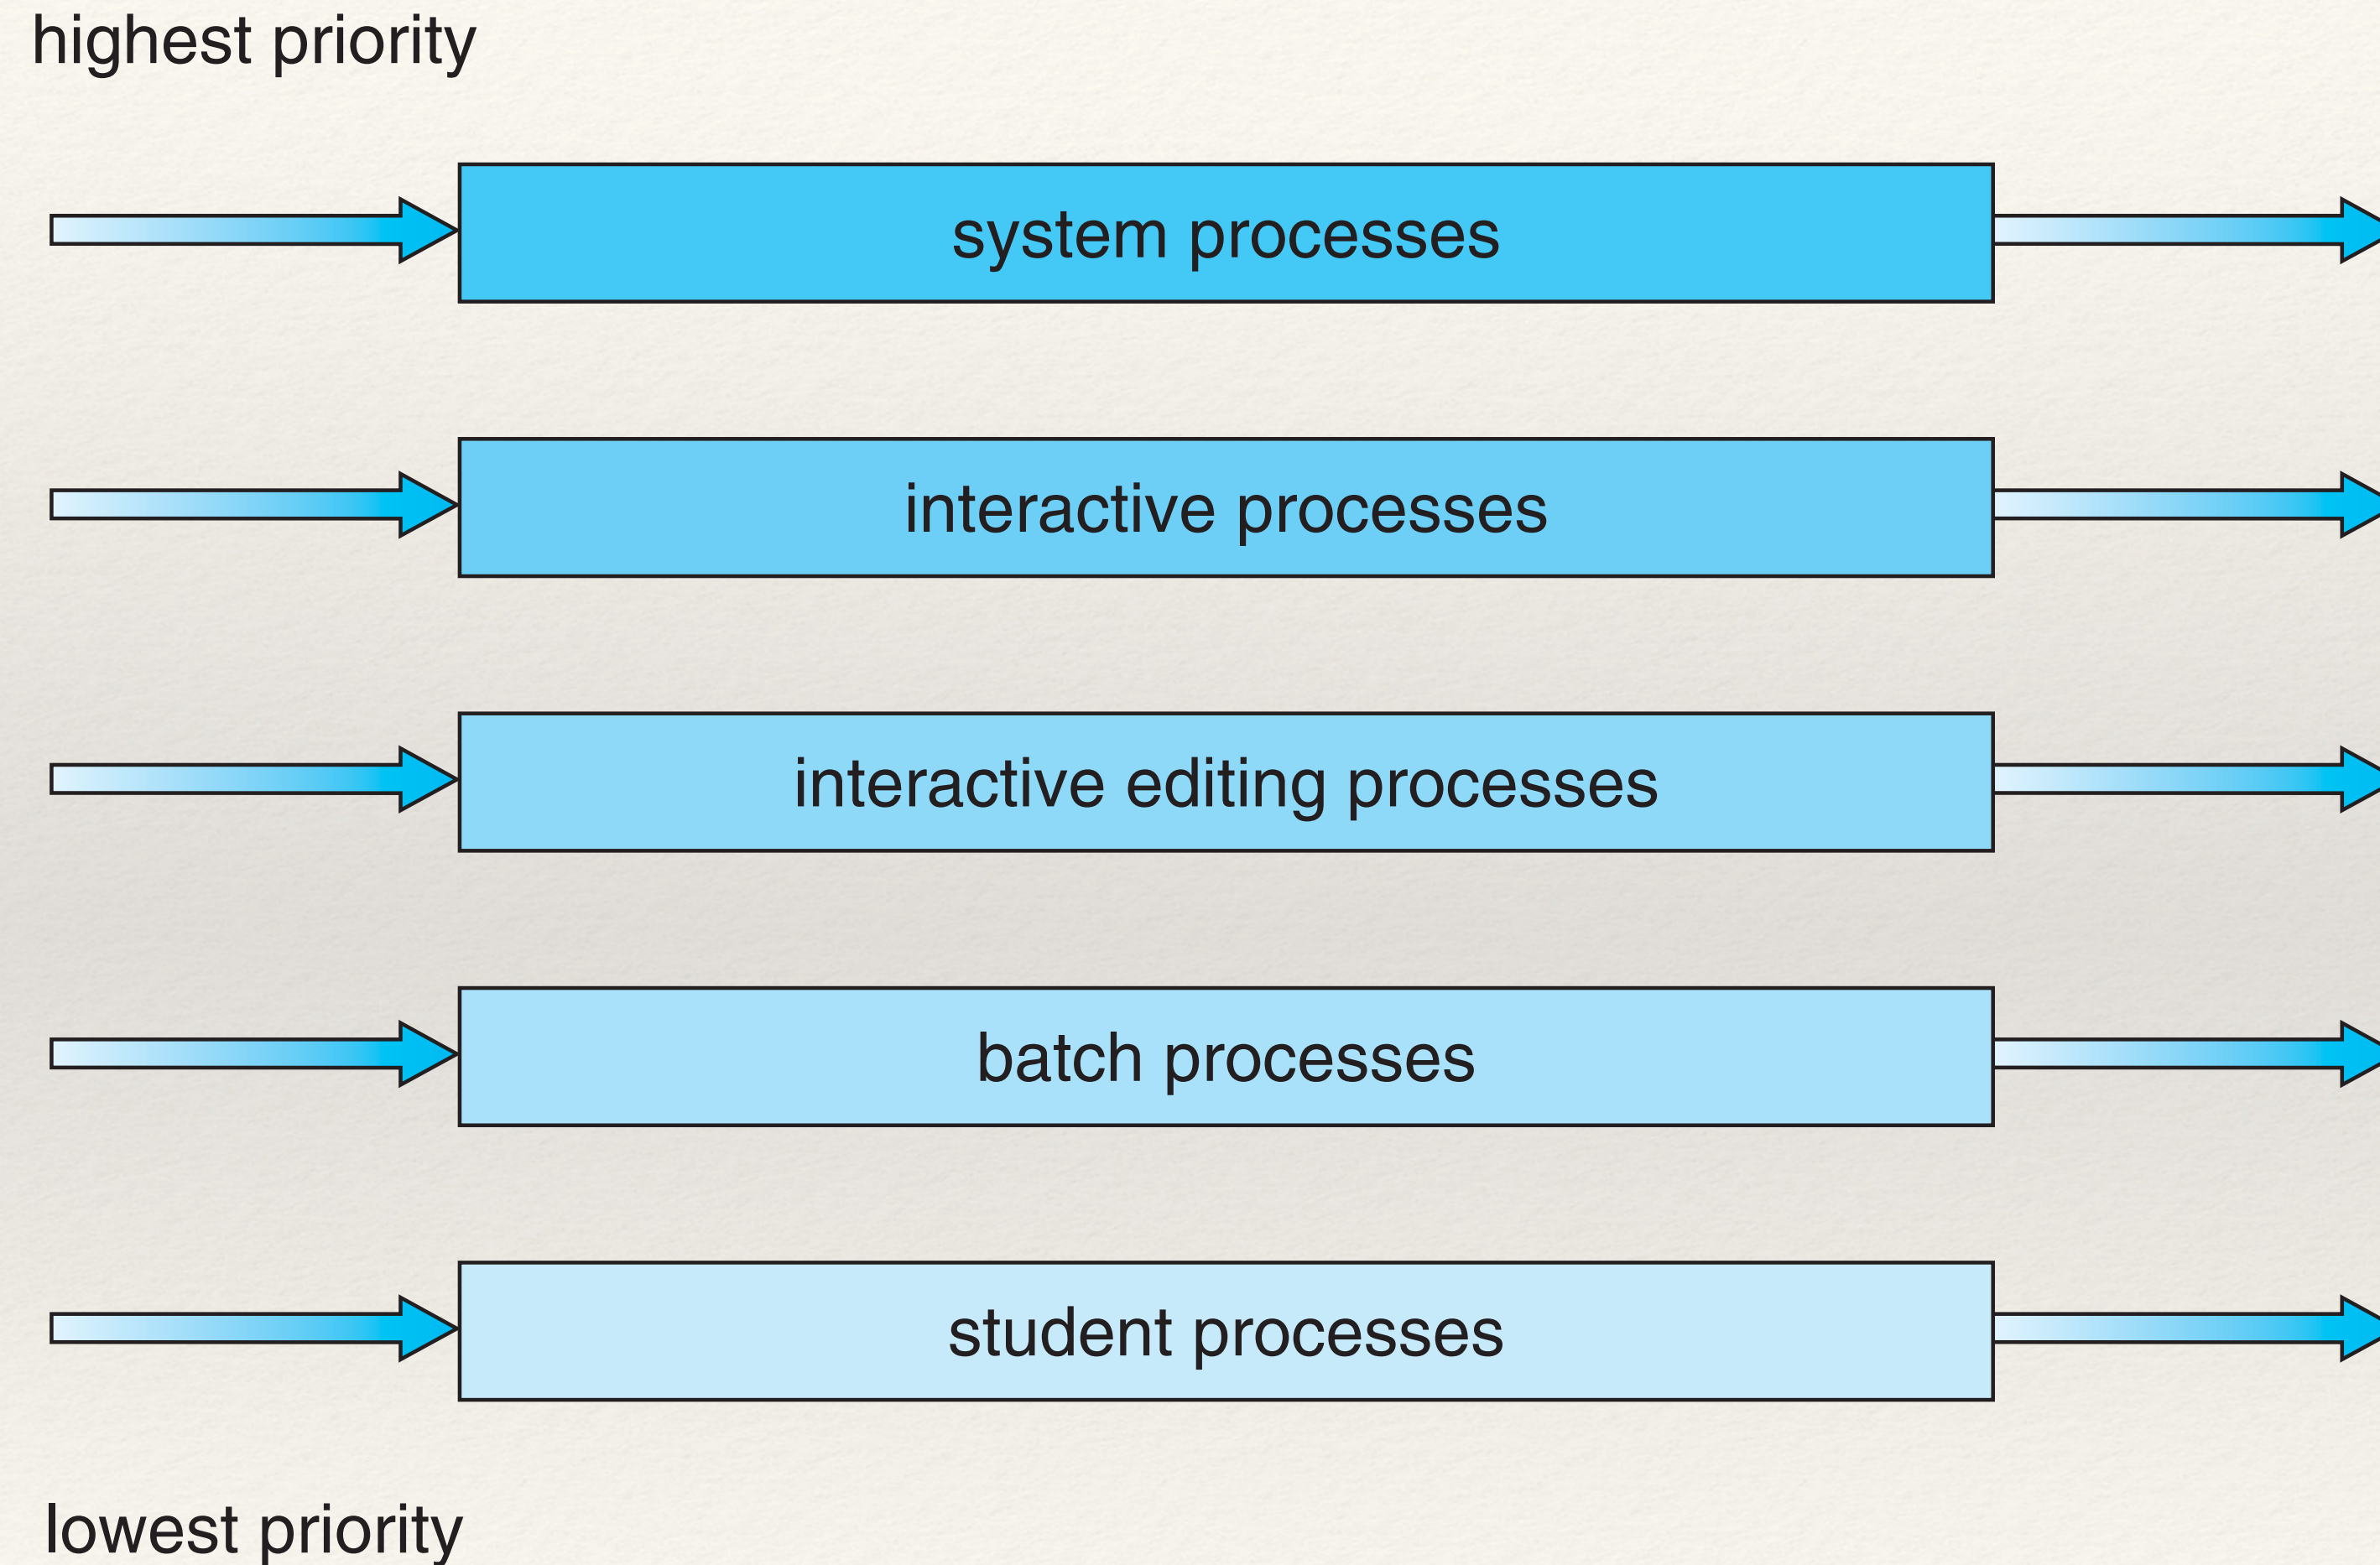 highest priority
system processes
interactive processes
interactive editing processes
batch processes
student processes
lowest priority